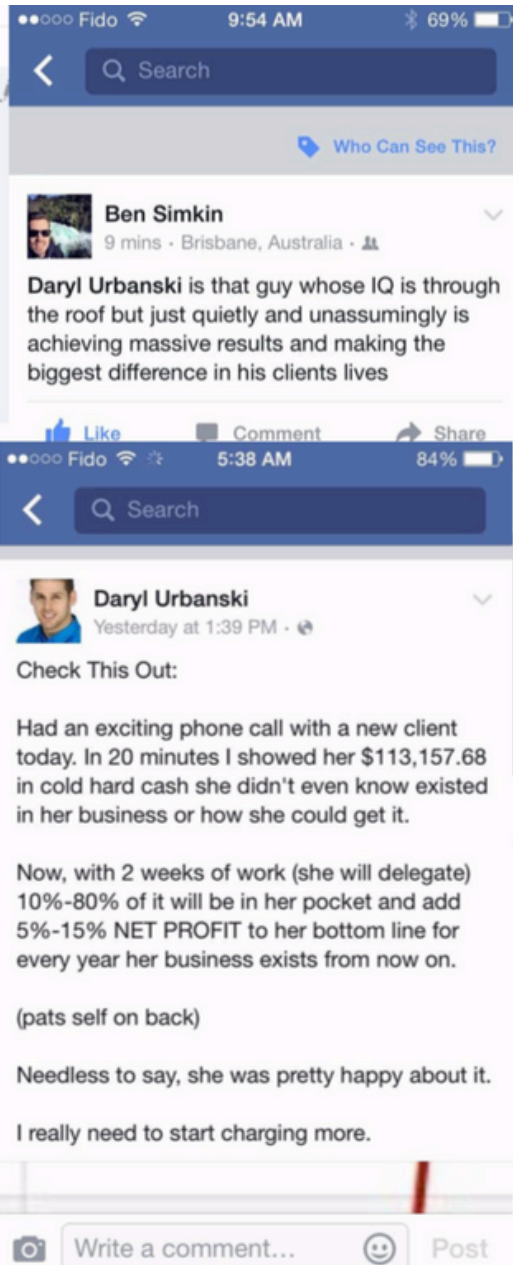 Fido 9:54 AM 69%
Search
Who Can See This?
Ben Simkin
9 mins · Brisbane, Australia ·
Daryl Urbanski is that guy whose IQ is through
the roof but just quietly and unassumingly is
achieving massive results and making the
biggest difference in his clients lives
Like Comment Share
Fido 5:38 AM 84%
Search
Daryl Urbanski
Yesterday at 1:39 PM ·
Check This Out:
Had an exciting phone call with a new client
today. In 20 minutes I showed her $113,157.68
in cold hard cash she didn't even know existed
in her business or how she could get it.
Now, with 2 weeks of work (she will delegate)
10%-80% of it will be in her pocket and add
5%-15% NET PROFIT to her bottom line for
every year her business exists from now on.
(pats self on back)
Needless to say, she was pretty happy about it.
I really need to start charging more.
Write a comment... Post